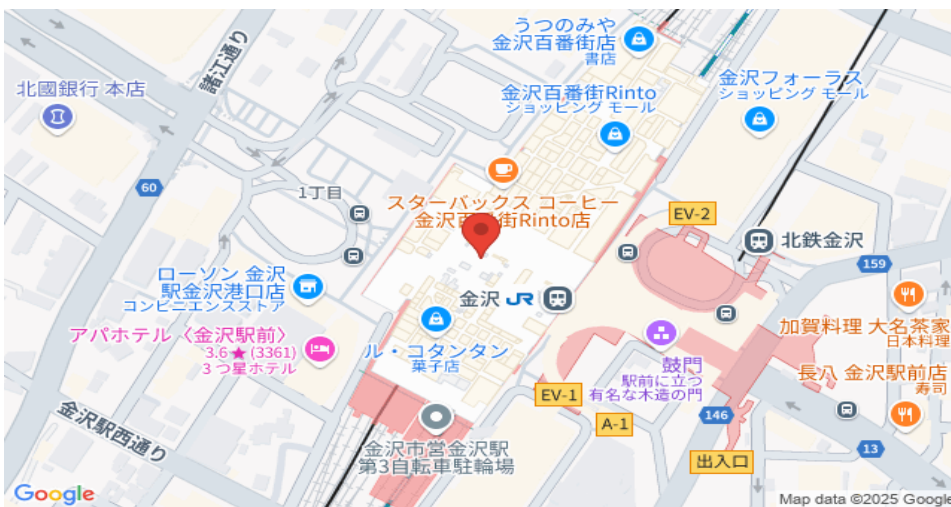 うつのみや
金沢百番街店
書店
諸江通り
北國銀行 本店
金沢百番街Rinto
ショッピング モール
金沢フォーラス
ショッピング モール
60
1丁目
スターバックス コーヒー
金沢百番街Rinto店
EV-2
北鉄金沢
159
ローソン 金沢
駅金沢港口店
コンビニエンスストア
金沢 JR
アパホテル〈金沢駅前〉
3.6★(3361)
3 つ星ホテル
ル・コタンタン
菓子店
鼓門
駅前に立つ
有名な木造の門
加賀料理 大名茶家
日本料理
長八 金沢駅前店
寿司
EV-1
A-1
146
13
出入口
金沢駅西通り
金沢市営金沢駅
第3自転車駐輪場
Google
Map data ©2025 Google